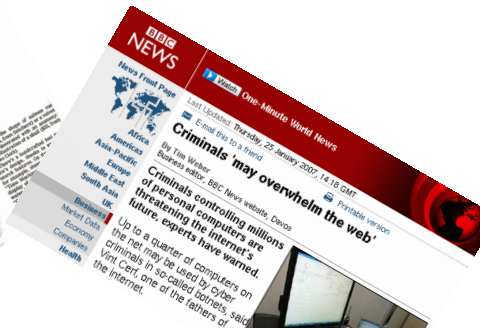 BBC
NEWS
Watch One-Minute World News
News Front Page
Africa
Americas
Asia-Pacific
Europe
Middle East
South Asia
UK
Business
Market Data
Economy
Companies
Health
Last Updated: Thursday, 25 January 2007, 14:18 GMT
E-mail this to a friend
Printable version
Criminals 'may overwhelm the web'
By Tim Weber
Business editor, BBC News website, Davos
Criminals controlling millions
of personal computers are
threatening the internet's
future, experts have warned.
Up to a quarter of computers on
the net may be used by cyber
criminals in so-called botnets, said
Vint Cerf, one of the fathers of
the internet.